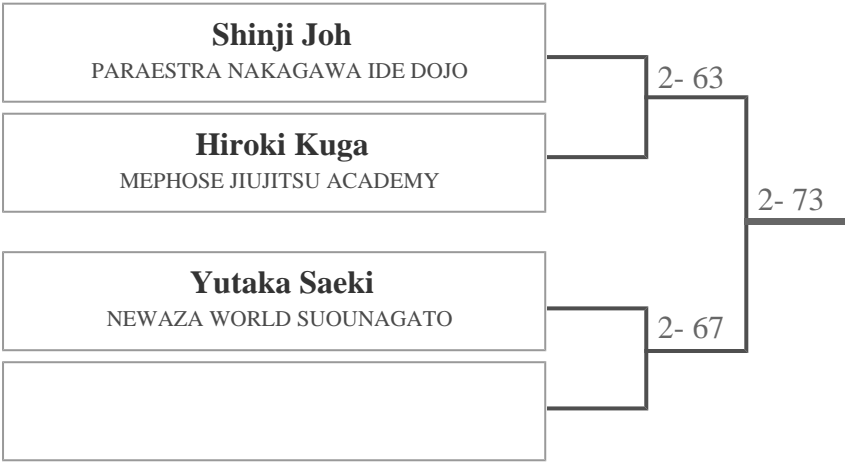 Shinji Joh
PARAESTRA NAKAGAWA IDE DOJO
2- 63
Hiroki Kuga
MEPHOSE JIUJITSU ACADEMY
2- 73
Yutaka Saeki
NEWAZA WORLD SUOUNAGATO
2- 67